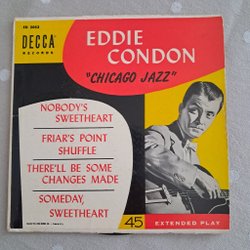 DECCA
RECORDS
EDDIE
CONDON
"CHICAGO JAZZ"
NOBODY'S
SWEETHEART
FRIAR'S POINT
SHUFFLE
THERE'LL BE SOME
CHANGES MADE
SOMEDAY,
SWEETHEART
45 EXTENDED PLAY